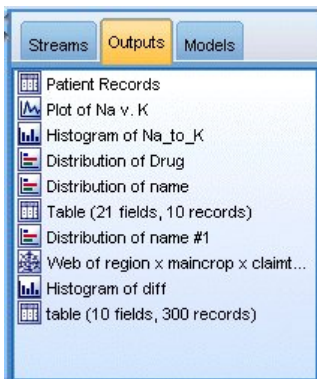 Streams Outputs Models
Patient Records
Plot of Na v. K
Histogram of Na_to_K
Distribution of Drug
Distribution of name
Table (21 fields, 10 records)
Distribution of name #1
Web of region x maincrop x claimt...
Histogram of diff
table (10 fields, 300 records)